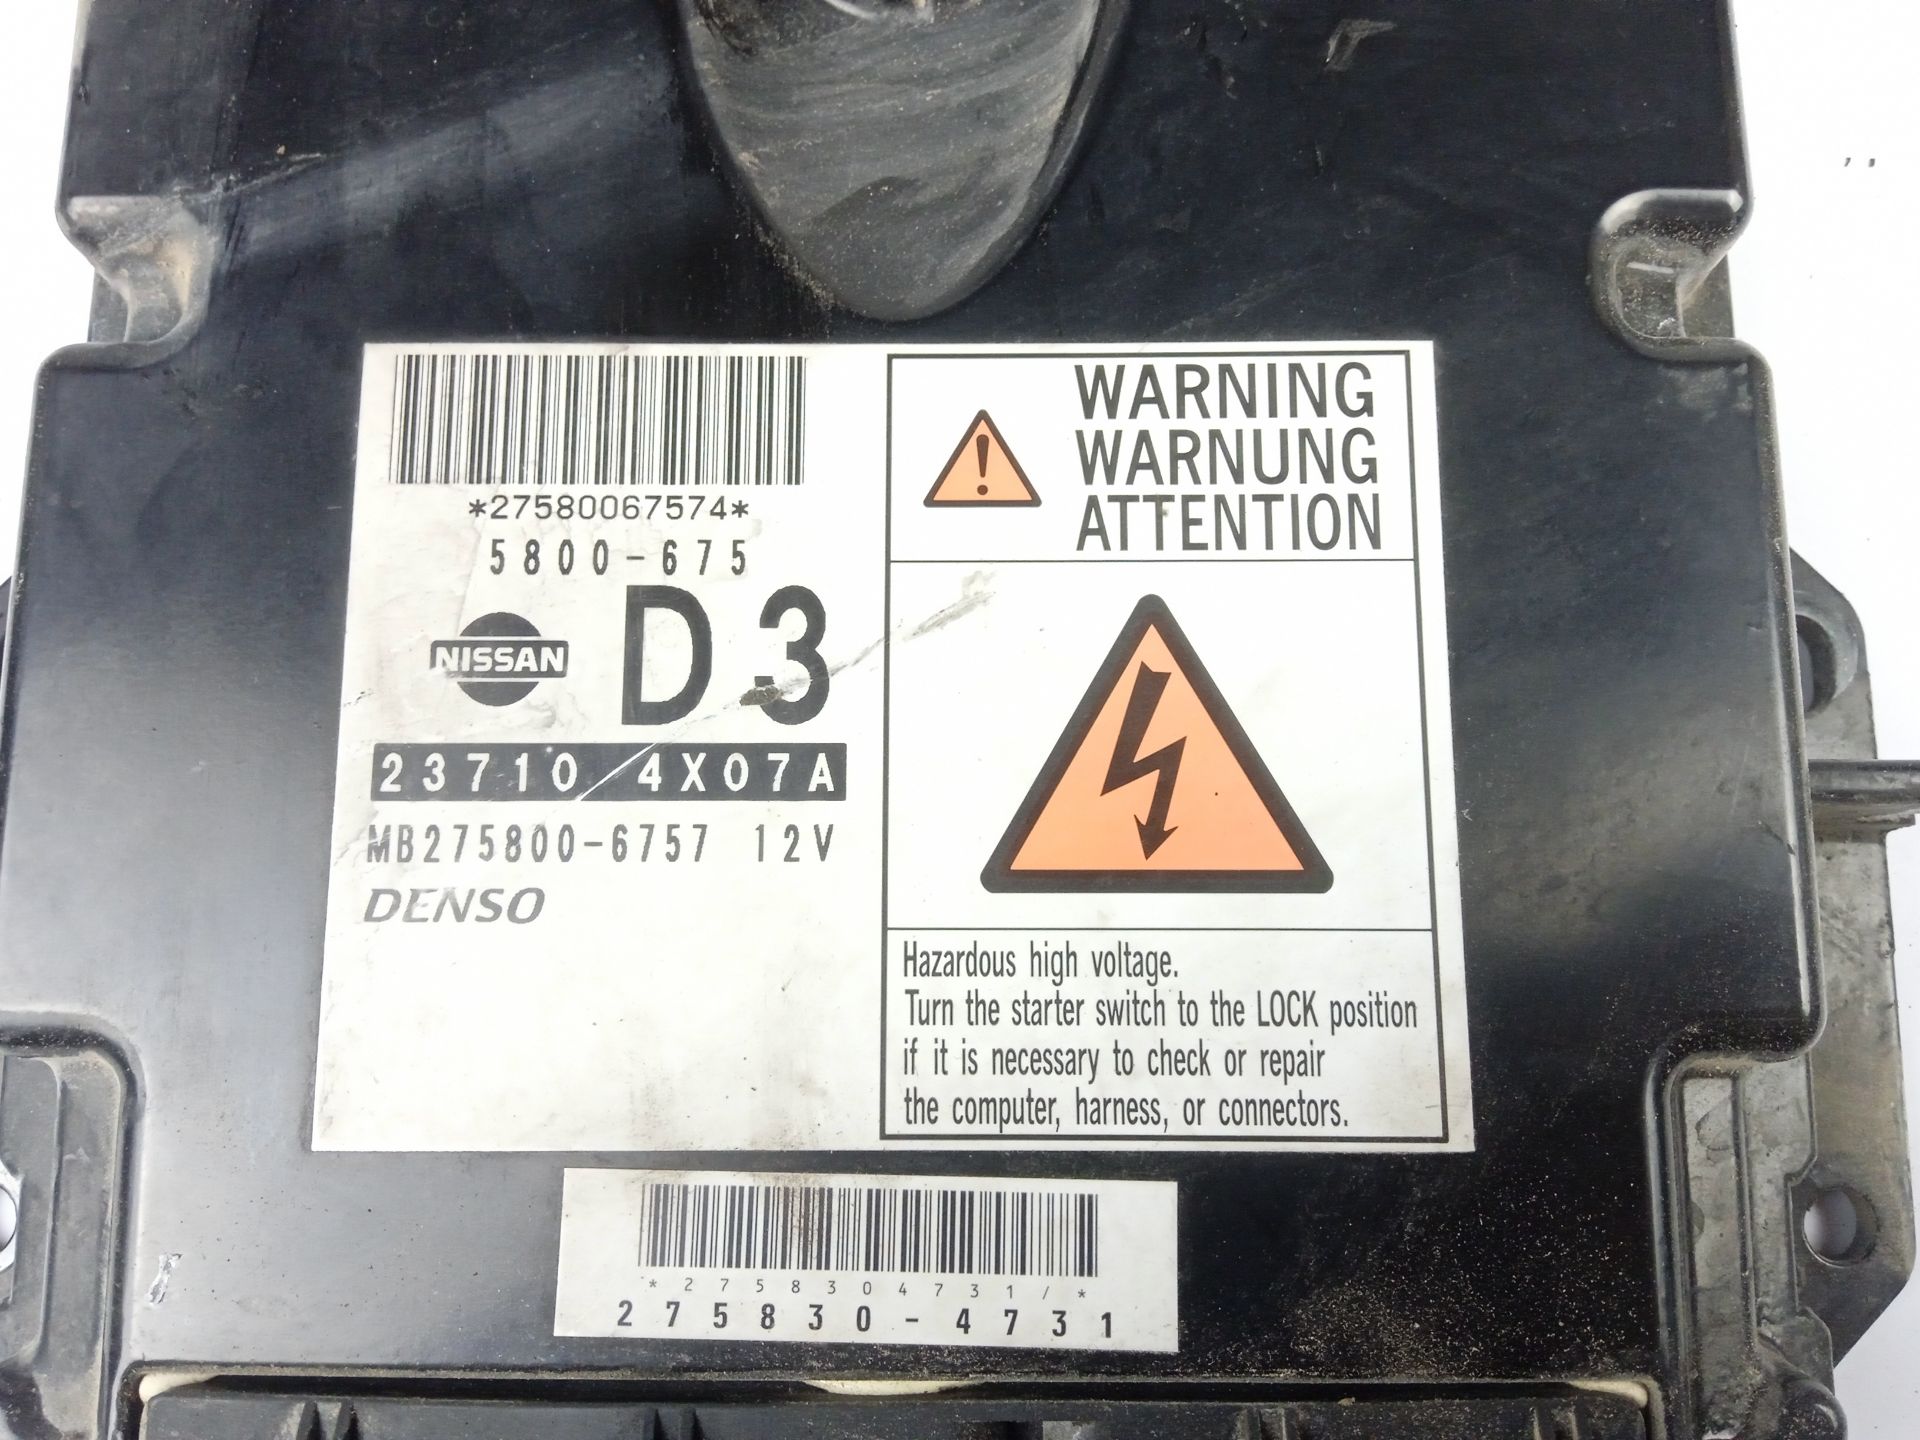 *27580067574*
5800-675
NISSAN
D3
23710 4X07A
MB275800-6757 12V
DENSO
WARNING
WARNUNG
ATTENTION
Hazardous high voltage.
Turn the starter switch to the LOCK position
if it is necessary to check or repair
the computer, harness, or connectors.
*2758304731/*
275830-4731